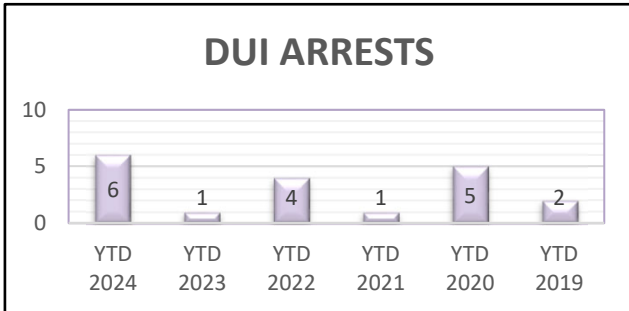 DUI ARRESTS
10
5
0
6
1
4
1
5
2
YTD 2024
YTD 2023
YTD 2022
YTD 2021
YTD 2020
YTD 2019